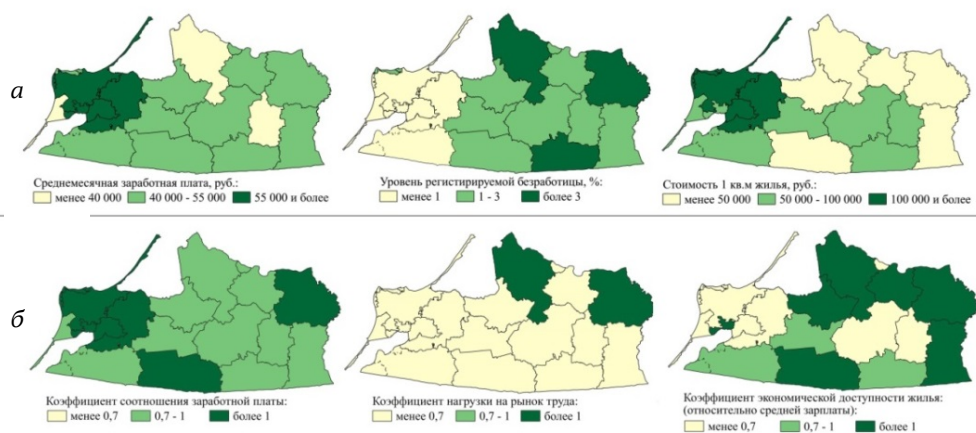 а
Среднемесячная заработная плата, руб.:
менее 40 000 40 000 - 55 000 55 000 и более
Уровень регистрируемой безработицы, %:
менее 1 1 - 3 более 3
Стоимость 1 кв.м жилья, руб.:
менее 50 000 50 000 - 100 000 100 000 и более
б
Коэффициент соотношения заработной платы:
менее 0,7 0,7 - 1 более 1
Коэффициент нагрузки на рынок труда:
менее 0,7 0,7 - 1 более 1
Коэффициент экономической доступности жилья:
(относительно средней зарплаты):
менее 0,7 0,7 - 1 более 1